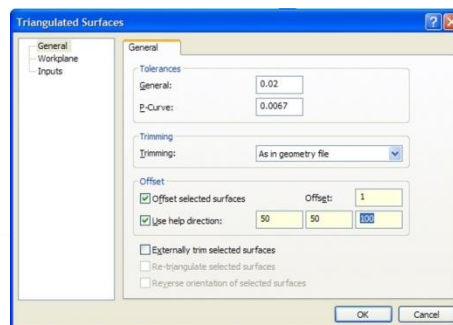 Triangulated Surfaces
General
Workplane
Inputs
General
Tolerances
General: 0.02
P-Curve: 0.0067
Trimming
Trimming: As in geometry file
Offset
Offset selected surfaces Offset: 1
Use help direction: 50 50 100
Externally trim selected surfaces
Re-triangulate selected surfaces
Reverse orientation of selected surfaces
OK Cancel